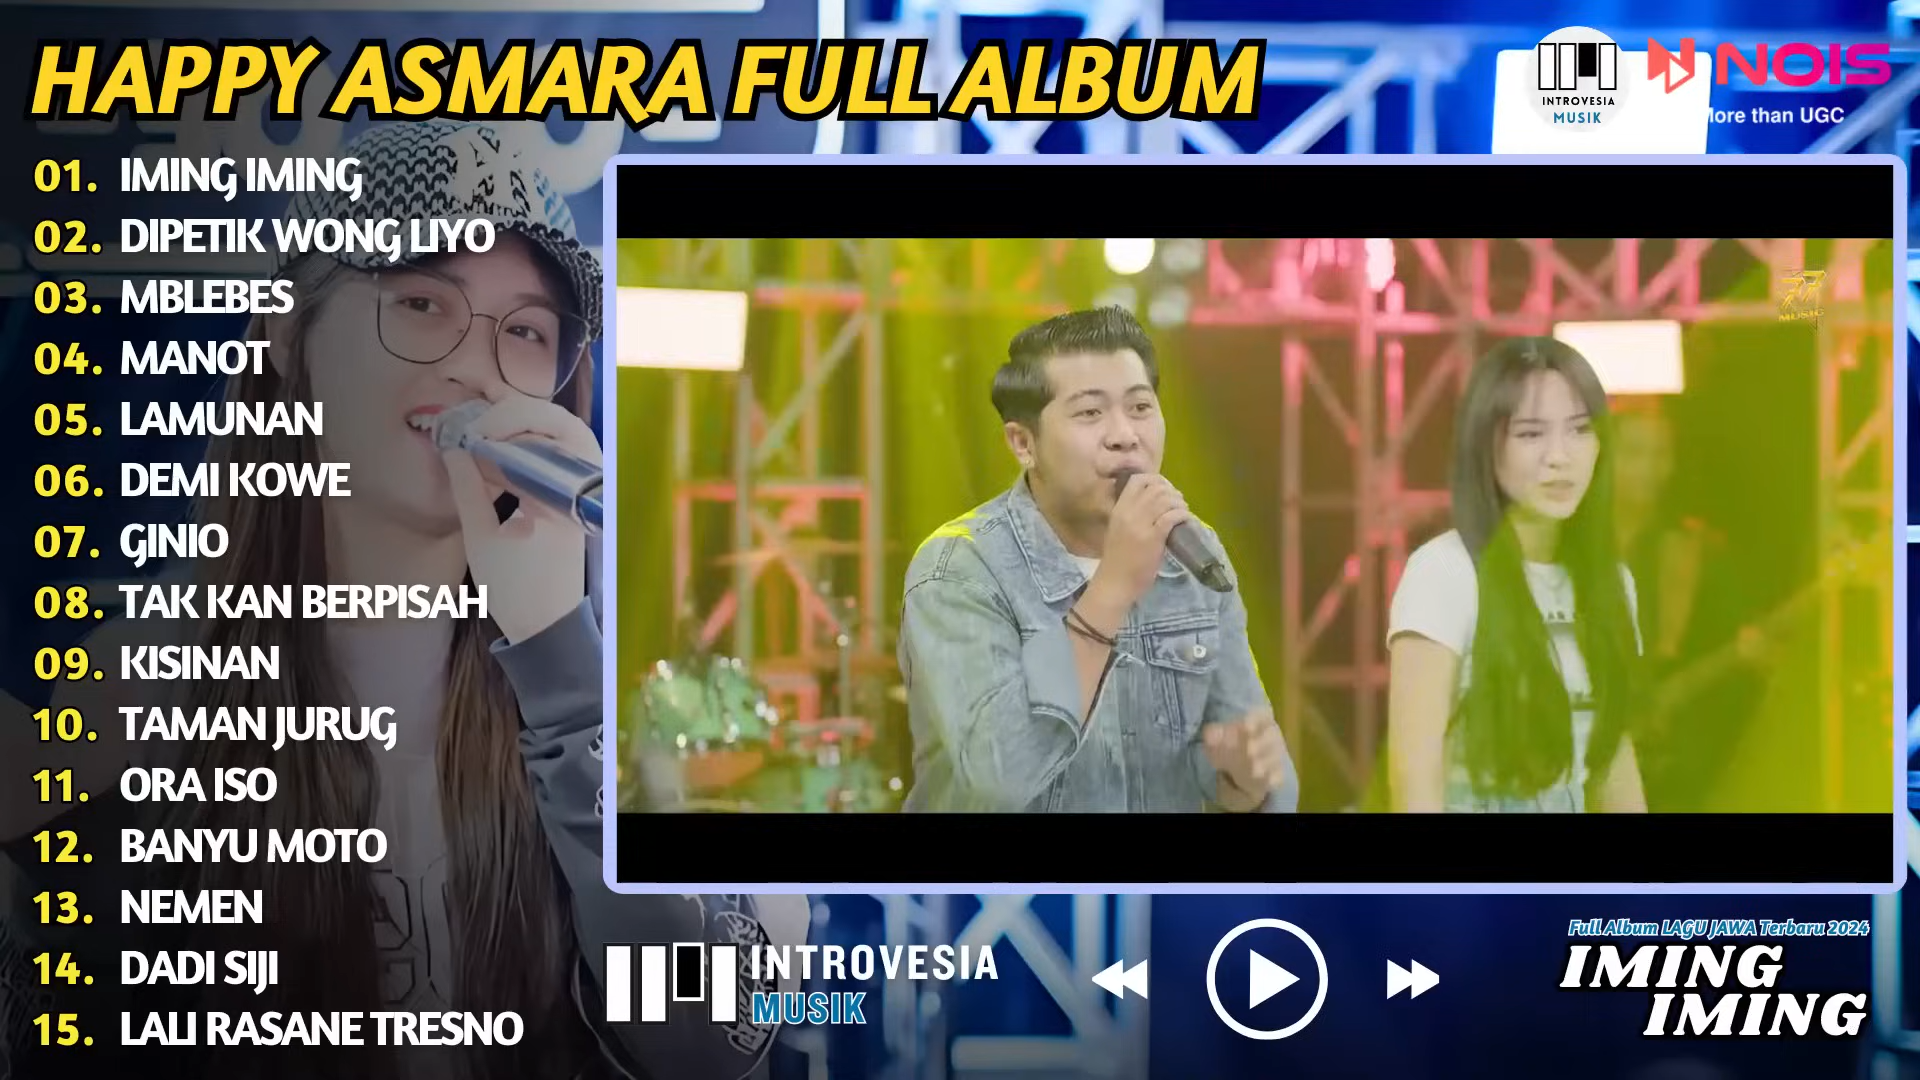 HAPPY ASMARA FULL ALBUM
INTROVESIA
MUSIK
NOIS
More than UGC
01. IMING IMING
02. DIPETIK WONG LIYO
03. MBLEBES
04. MANOT
05. LAMUNAN
06. DEMI KOWE
07. GINIO
08. TAK KAN BERPISAH
09. KISINAN
10. TAMAN JURUG
11. ORA ISO
12. BANYU MOTO
13. NEMEN
14. DADI SIJI
15. LALI RASANE TRESNO
MUSIC
INTROVESIA
MUSIK
Full Album LAGU JAWA Terbaru 2024
IMING
IMING